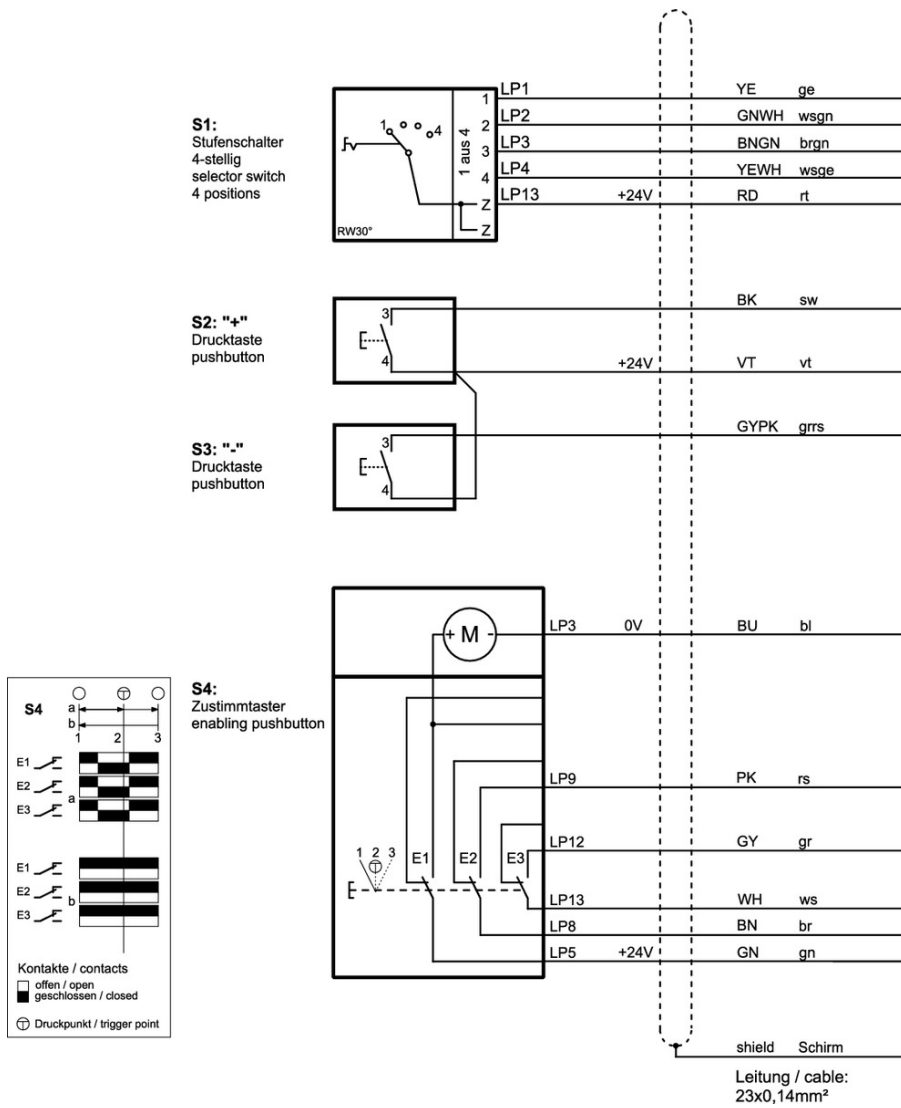 S1:
Stufenschalter
4-stellig
selector switch
4 positions
1
4
RW30°
1 aus 4
1
2
3
4
Z
Z
LP1 YE ge
LP2 GNWH wsgn
LP3 BNGN brgn
LP4 YEWH wsge
LP13 +24V RD rt
S2: "+"
Drucktaste
pushbutton
3
4
BK sw
+24V VT vt
S3: "-"
Drucktaste
pushbutton
3
4
GYPK grrs
S4:
Zustimmtaster
enabling pushbutton
+ M -
LP3 0V BU bl
LP9 PK rs
LP12 GY gr
1 2 3
E1 E2 E3
LP13 WH ws
LP8 BN br
LP5 +24V GN gn
S4
a
b
1 2 3
E1
E2
a
E3
E1
E2
b
E3
Kontakte / contacts
offen / open
geschlossen / closed
T Druckpunkt / trigger point
shield Schirm
Leitung / cable:
23x0,14mm²